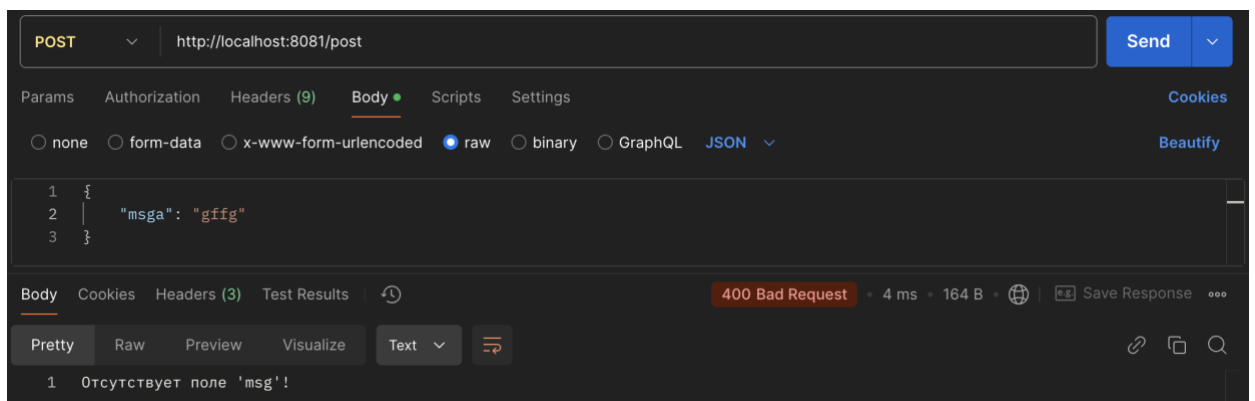 POST http://localhost:8081/post Send
Params Authorization Headers (9) Body Scripts Settings Cookies
none form-data x-www-form-urlencoded raw binary GraphQL JSON Beautify
1 {
2 "msga": "gffg"
3 }
Body Cookies Headers (3) Test Results 400 Bad Request • 4 ms • 164 B • e.g. Save Response
Pretty Raw Preview Visualize Text
1 Отсутствует поле 'msg'!